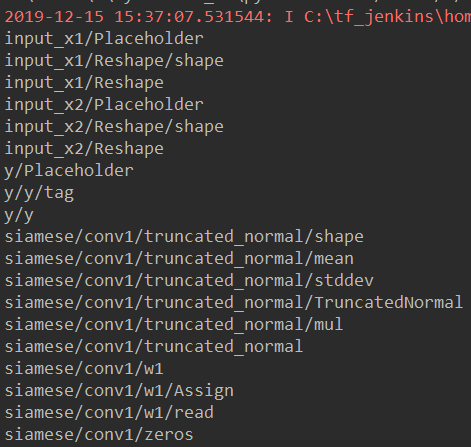 2019-12-15 15:37:07.531544: I C:\tf_jenkins\hom
input_x1/Placeholder
input_x1/Reshape/shape
input_x1/Reshape
input_x2/Placeholder
input_x2/Reshape/shape
input_x2/Reshape
y/Placeholder
y/y/tag
y/y
siamese/conv1/truncated_normal/shape
siamese/conv1/truncated_normal/mean
siamese/conv1/truncated_normal/stddev
siamese/conv1/truncated_normal/TruncatedNormal
siamese/conv1/truncated_normal/mul
siamese/conv1/truncated_normal
siamese/conv1/w1
siamese/conv1/w1/Assign
siamese/conv1/w1/read
siamese/conv1/zeros